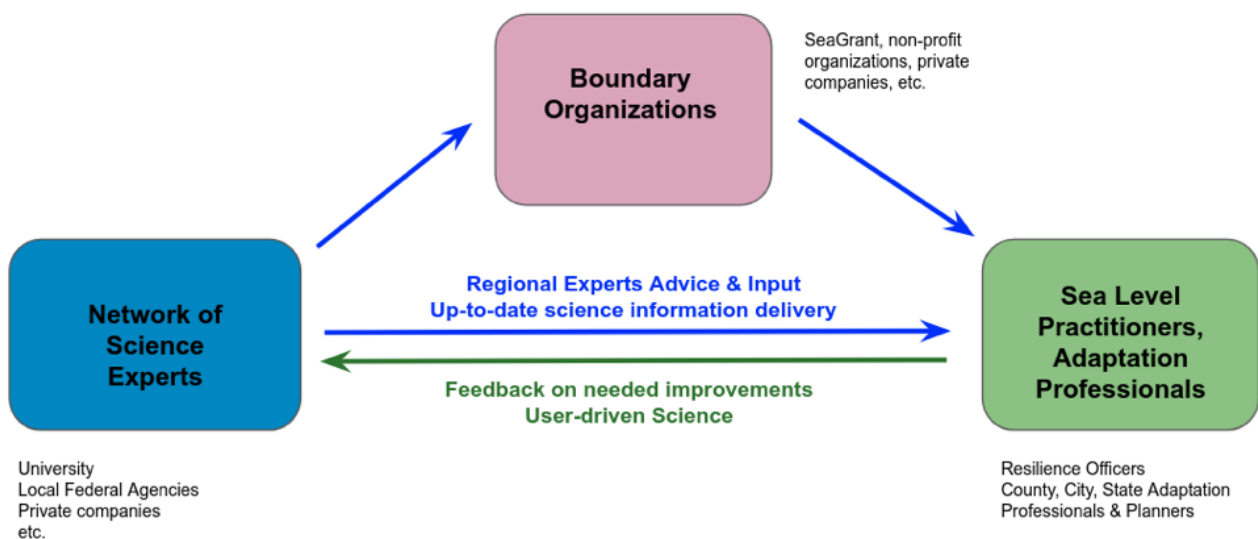 Boundary
Organizations
SeaGrant, non-profit
organizations, private
companies, etc.
Network of
Science
Experts
Regional Experts Advice & Input
Up-to-date science information delivery
Feedback on needed improvements
User-driven Science
Sea Level
Practitioners,
Adaptation
Professionals
University
Local Federal Agencies
Private companies
etc.
Resilience Officers
County, City, State Adaptation
Professionals & Planners